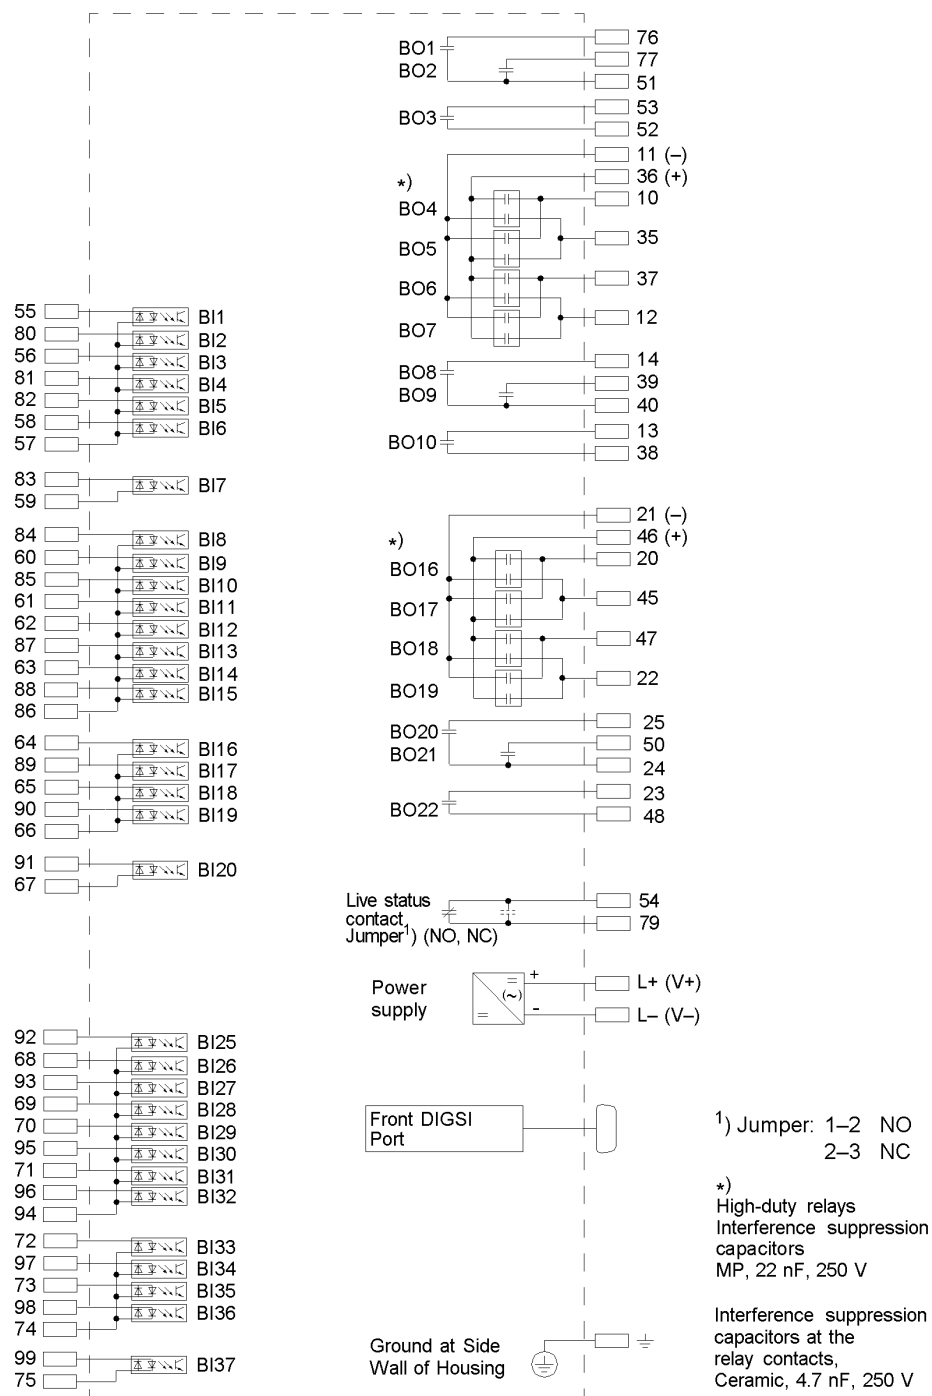 BO1
BO2
76
77
51
BO3
53
52
11 (–)
36 (+)
*)
BO4
10
BO5
35
BO6
37
BO7
12
BO8
BO9
14
39
40
BO10
13
38
21 (–)
46 (+)
*)
BO16
20
BO17
45
BO18
47
BO19
22
BO20
BO21
25
50
24
BO22
23
48
Live status
contact
Jumper1) (NO, NC)
54
79
Power
supply
=
(~)
=
+
-
L+ (V+)
L– (V–)
Front DIGSI
Port
Ground at Side
Wall of Housing
55
80
56
81
82
58
57
BI1
BI2
BI3
BI4
BI5
BI6
83
59
BI7
84
60
85
61
62
87
63
88
86
BI8
BI9
BI10
BI11
BI12
BI13
BI14
BI15
64
89
65
90
66
BI16
BI17
BI18
BI19
91
67
BI20
92
68
93
69
70
95
71
96
94
BI25
BI26
BI27
BI28
BI29
BI30
BI31
BI32
72
97
73
98
74
BI33
BI34
BI35
BI36
99
75
BI37
1) Jumper: 1–2 NO
2–3 NC
*)
High-duty relays
Interference suppression
capacitors
MP, 22 nF, 250 V
Interference suppression
capacitors at the
relay contacts,
Ceramic, 4.7 nF, 250 V